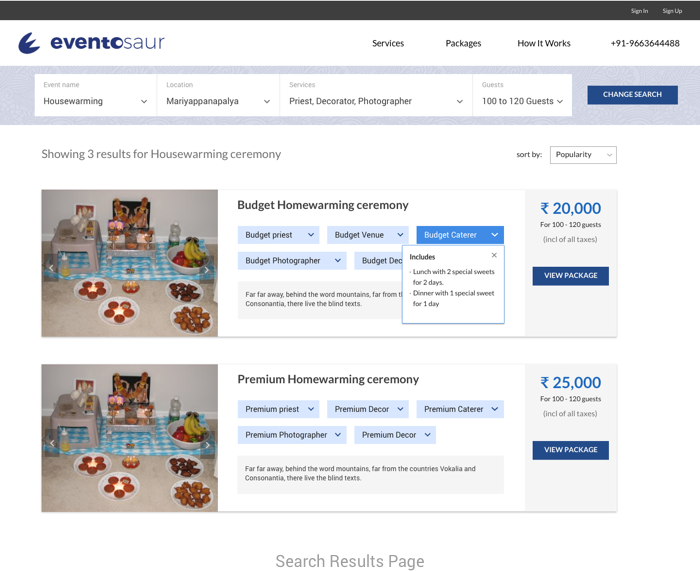 Sign In Sign Up
eventosaur
Services Packages How It Works +91-9663644488
Event name Location Services Guests
Housewarming Mariyappanapalya Priest, Decorator, Photographer 100 to 120 Guests
CHANGE SEARCH
Showing 3 results for Housewarming ceremony
sort by: Popularity
Budget Homewarming ceremony
Budget priest Budget Venue Budget Caterer
Budget Photographer Budget Dec
Includes
- Lunch with 2 special sweets
for 2 days.
- Dinner with 1 special sweet
for 1 day
Far far away, behind the word mountains, far from th
Consonantia, there live the blind texts.
₹ 20,000
For 100 - 120 guests
(incl of all taxes)
VIEW PACKAGE
Premium Homewarming ceremony
Premium priest Premium Decor Premium Caterer
Premium Photographer Premium Decor
Far far away, behind the word mountains, far from the countries Vokalia and
Consonantia, there live the blind texts.
₹ 25,000
For 100 - 120 guests
(incl of all taxes)
VIEW PACKAGE
Search Results Page